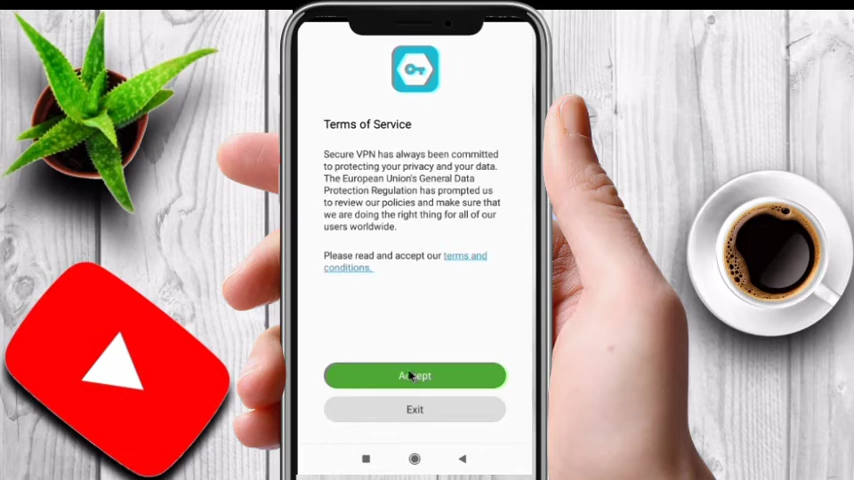 Terms of Service
Secure VPN has always been committed
to protecting your privacy and your data.
The European Union's General Data
Protection Regulation has prompted us
to review our policies and make sure that
we are doing the right thing for all of our
users worldwide.
Please read and accept our terms and
conditions.
Accept
Exit